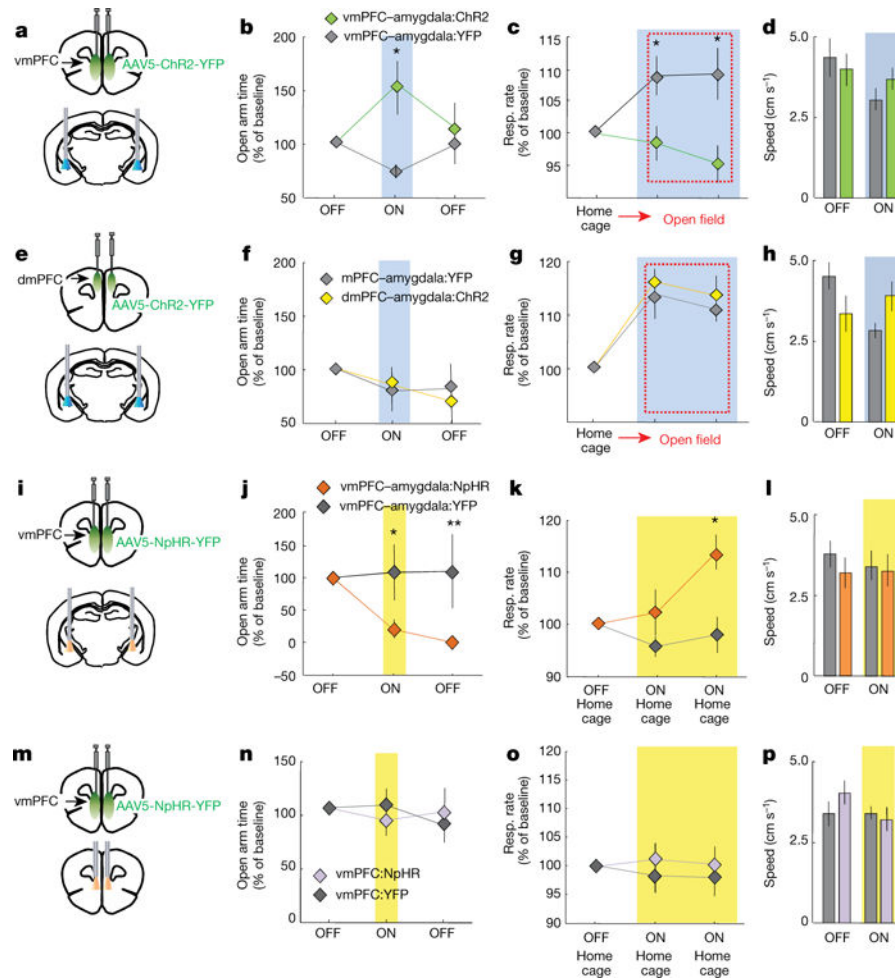 a
vmPFC
AAV5-ChR2-YFP
b
vmPFC–amygdala:ChR2
vmPFC–amygdala:YFP
Open arm time
(% of baseline)
200
150
100
50
*
OFF
ON
OFF
c
Resp. rate
(% of baseline)
115
110
105
100
95
*
*
Home
cage
Open field
d
Speed (cm s⁻¹)
5.0
2.5
0
OFF
ON
e
dmPFC
AAV5-ChR2-YFP
f
mPFC–amygdala:YFP
dmPFC–amygdala:ChR2
Open arm time
(% of baseline)
200
150
100
50
OFF
ON
OFF
g
Resp. rate
(% of baseline)
120
110
100
Home
cage
Open field
h
Speed (cm s⁻¹)
5.0
2.5
0
OFF
ON
i
vmPFC
AAV5-NpHR-YFP
j
vmPFC–amygdala:NpHR
vmPFC–amygdala:YFP
Open arm time
(% of baseline)
200
150
100
50
0
–50
*
**
OFF
ON
OFF
k
Resp. rate
(% of baseline)
120
110
100
90
*
OFF
Home
cage
ON
Home
cage
ON
Home
cage
l
Speed (cm s⁻¹)
5.0
2.5
0
OFF
ON
m
vmPFC
AAV5-NpHR-YFP
n
Open arm time
(% of baseline)
150
100
50
0
vmPFC:NpHR
vmPFC:YFP
OFF
ON
OFF
o
Resp. rate
(% of baseline)
120
115
110
105
100
95
90
OFF
Home
cage
ON
Home
cage
ON
Home
cage
p
Speed (cm s⁻¹)
5.0
2.5
0
OFF
ON